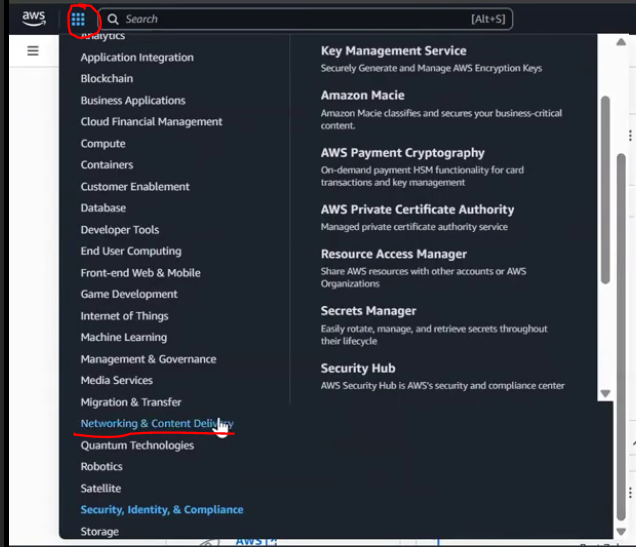 aws
Search
[Alt+S]
Analytics
Application Integration
Blockchain
Business Applications
Cloud Financial Management
Compute
Containers
Customer Enablement
Database
Developer Tools
End User Computing
Front-end Web & Mobile
Game Development
Internet of Things
Machine Learning
Management & Governance
Media Services
Migration & Transfer
Networking & Content Delivery
Quantum Technologies
Robotics
Satellite
Security, Identity, & Compliance
Storage
Key Management Service
Securely Generate and Manage AWS Encryption Keys
Amazon Macie
Amazon Macie classifies and secures your business-critical
content.
AWS Payment Cryptography
On-demand payment HSM functionality for card
transactions and key management
AWS Private Certificate Authority
Managed private certificate authority service
Resource Access Manager
Share AWS resources with other accounts or AWS
Organizations
Secrets Manager
Easily rotate, manage, and retrieve secrets throughout
their lifecycle
Security Hub
AWS Security Hub is AWS's security and compliance center